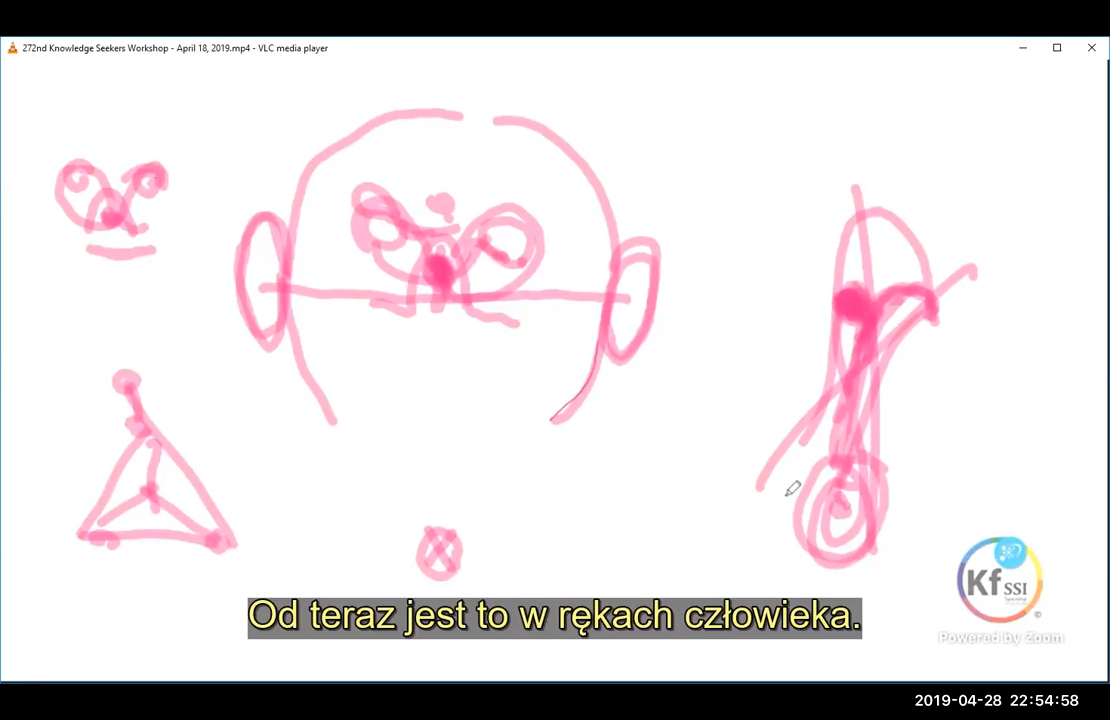 272nd Knowledge Seekers Workshop - April 18, 2019.mp4 - VLC media player
Od teraz jest to w rękach człowieka.
Kf SSI
©
Powered by Zoom
2019-04-28 22:54:58